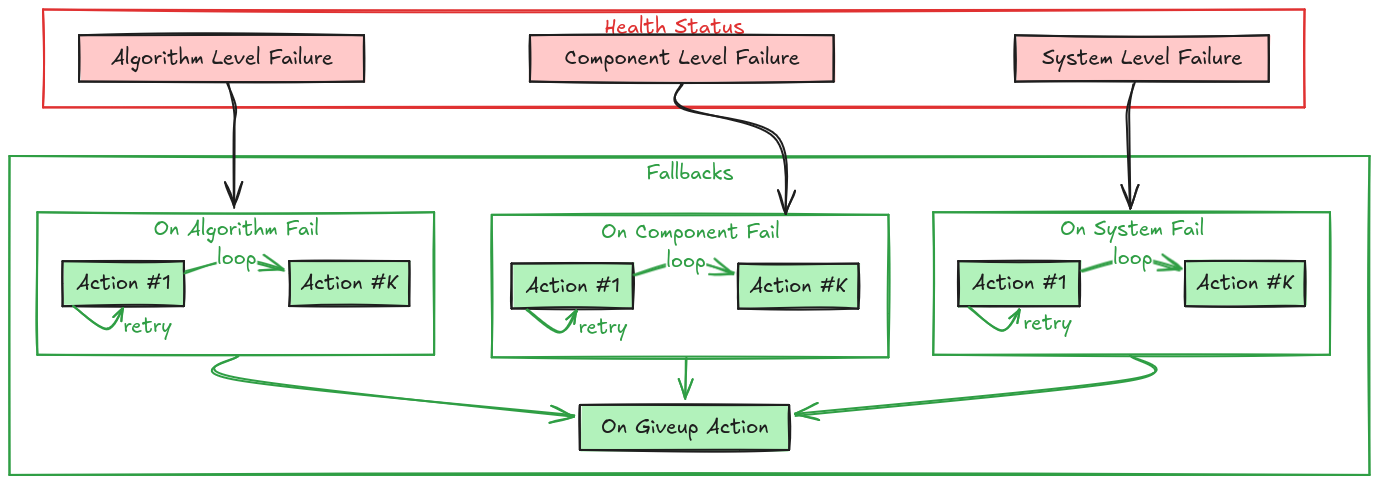 Health Status
Algorithm Level Failure
Component Level Failure
System Level Failure
Fallbacks
On Algorithm Fail
loop
Action #1
Action #K
retry
On Component Fail
loop
Action #1
Action #K
retry
On System Fail
loop
Action #1
Action #K
retry
On Giveup Action